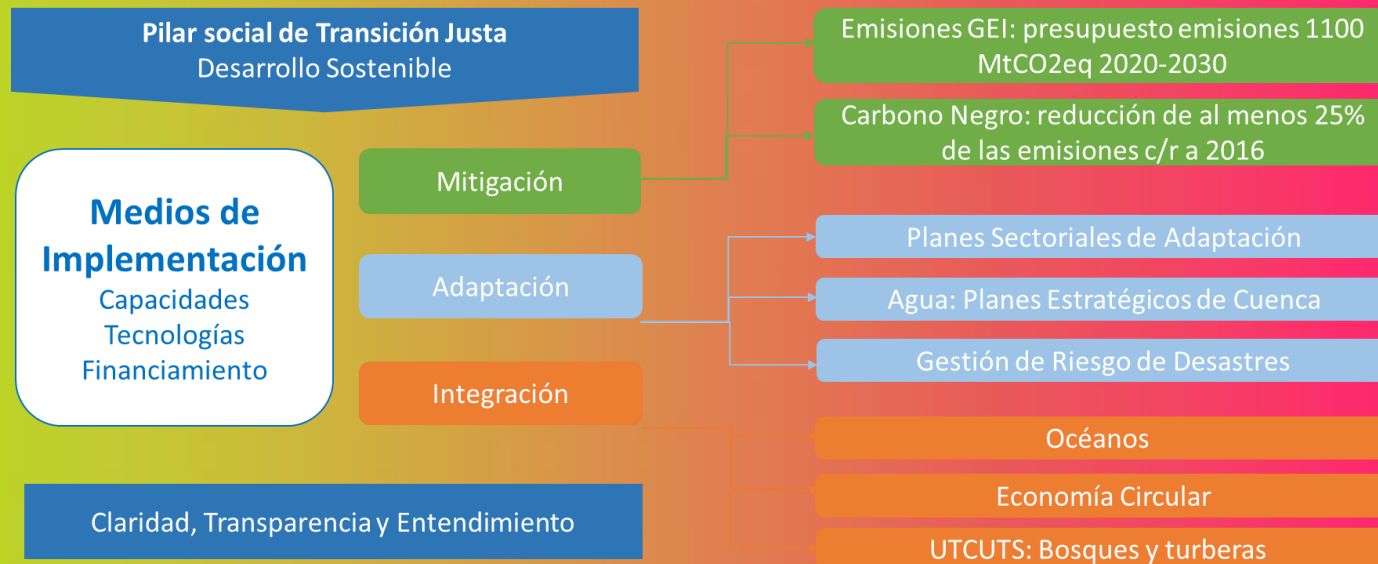 Pilar social de Transición Justa
Desarrollo Sostenible
Medios de
Implementación
Capacidades
Tecnologías
Financiamiento
Mitigación
Adaptación
Integración
Claridad, Transparencia y Entendimiento
Emisiones GEI: presupuesto emisiones 1100
MtCO2eq 2020-2030
Carbono Negro: reducción de al menos 25%
de las emisiones c/r a 2016
Planes Sectoriales de Adaptación
Agua: Planes Estratégicos de Cuenca
Gestión de Riesgo de Desastres
Océanos
Economía Circular
UTCUTS: Bosques y turberas